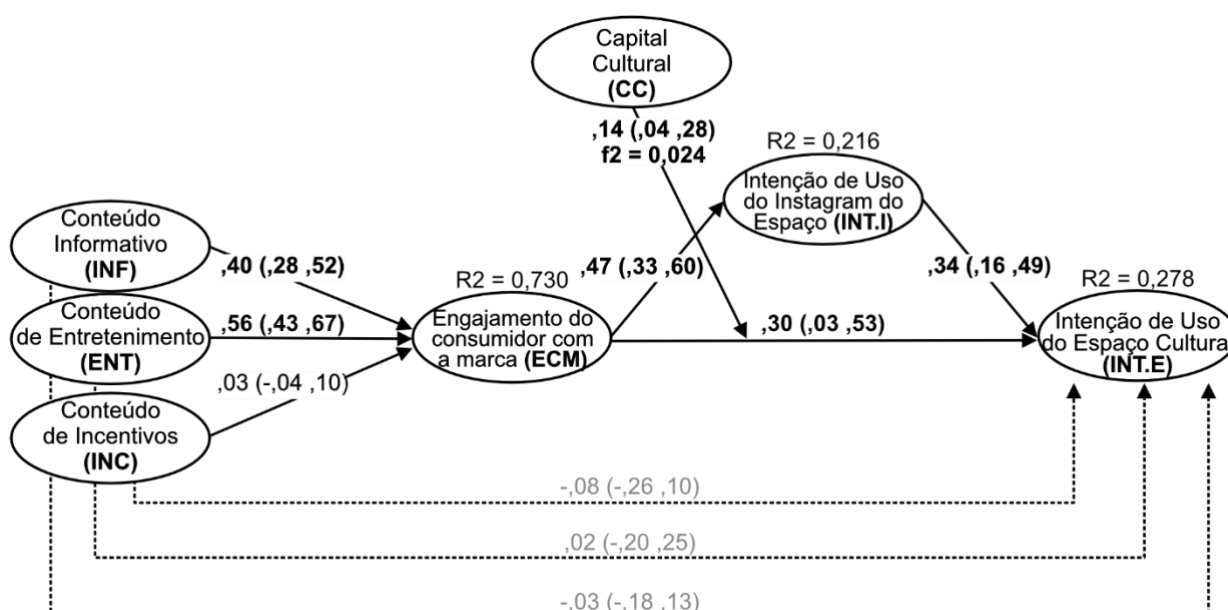 Capital
Cultural
(CC)
,14 (,04 ,28)
f2 = 0,024
R2 = 0,216
Intenção de Uso
do Instagram do
Espaço (INT.I)
Conteúdo
Informativo
(INF)
,40 (,28 ,52)
,47 (,33 ,60)
,34 (,16 ,49)
R2 = 0,730
R2 = 0,278
Conteúdo
de Entretenimento
(ENT)
,56 (,43 ,67)
Engajamento do
consumidor com
a marca (ECM)
,30 (,03 ,53)
Intenção de Uso
do Espaço Cultura
(INT.E)
,03 (-,04 ,10)
Conteúdo
de Incentivos
(INC)
-,08 (-,26 ,10)
,02 (-,20 ,25)
-,03 (-,18 ,13)